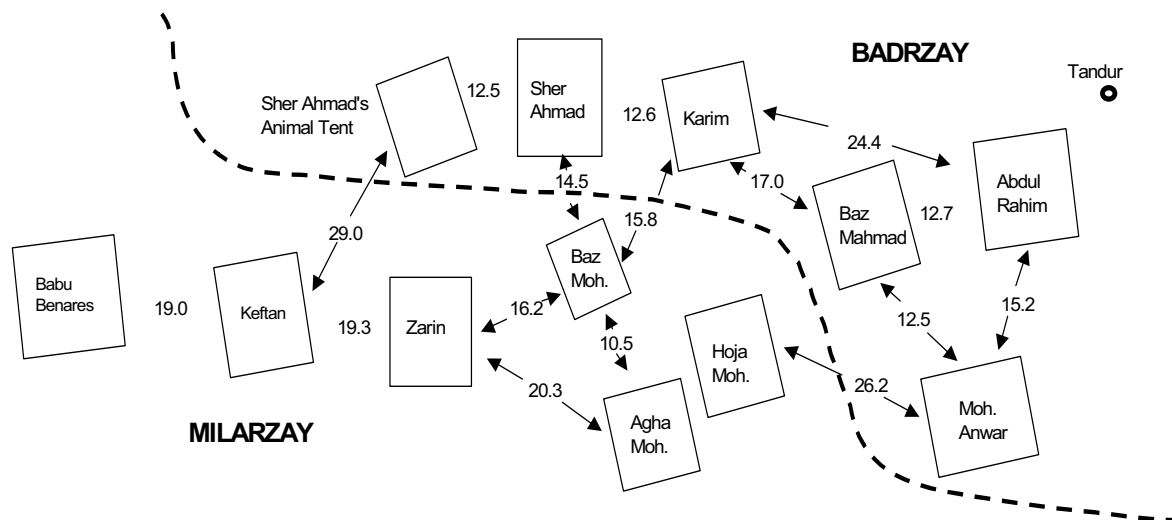 BADRZAY
Tandur
Sher Ahmad's
Animal Tent
12.5
Sher
Ahmad
12.6
Karim
24.4
14.5
17.0
Abdul
Rahim
Baz
Mahmad
12.7
15.8
29.0
Baz
Moh.
Babu
Benares
19.0
Keftan
19.3
Zarin
16.2
10.5
Hoja
Moh.
12.5
15.2
20.3
26.2
Agha
Moh.
Moh.
Anwar
MILARZAY